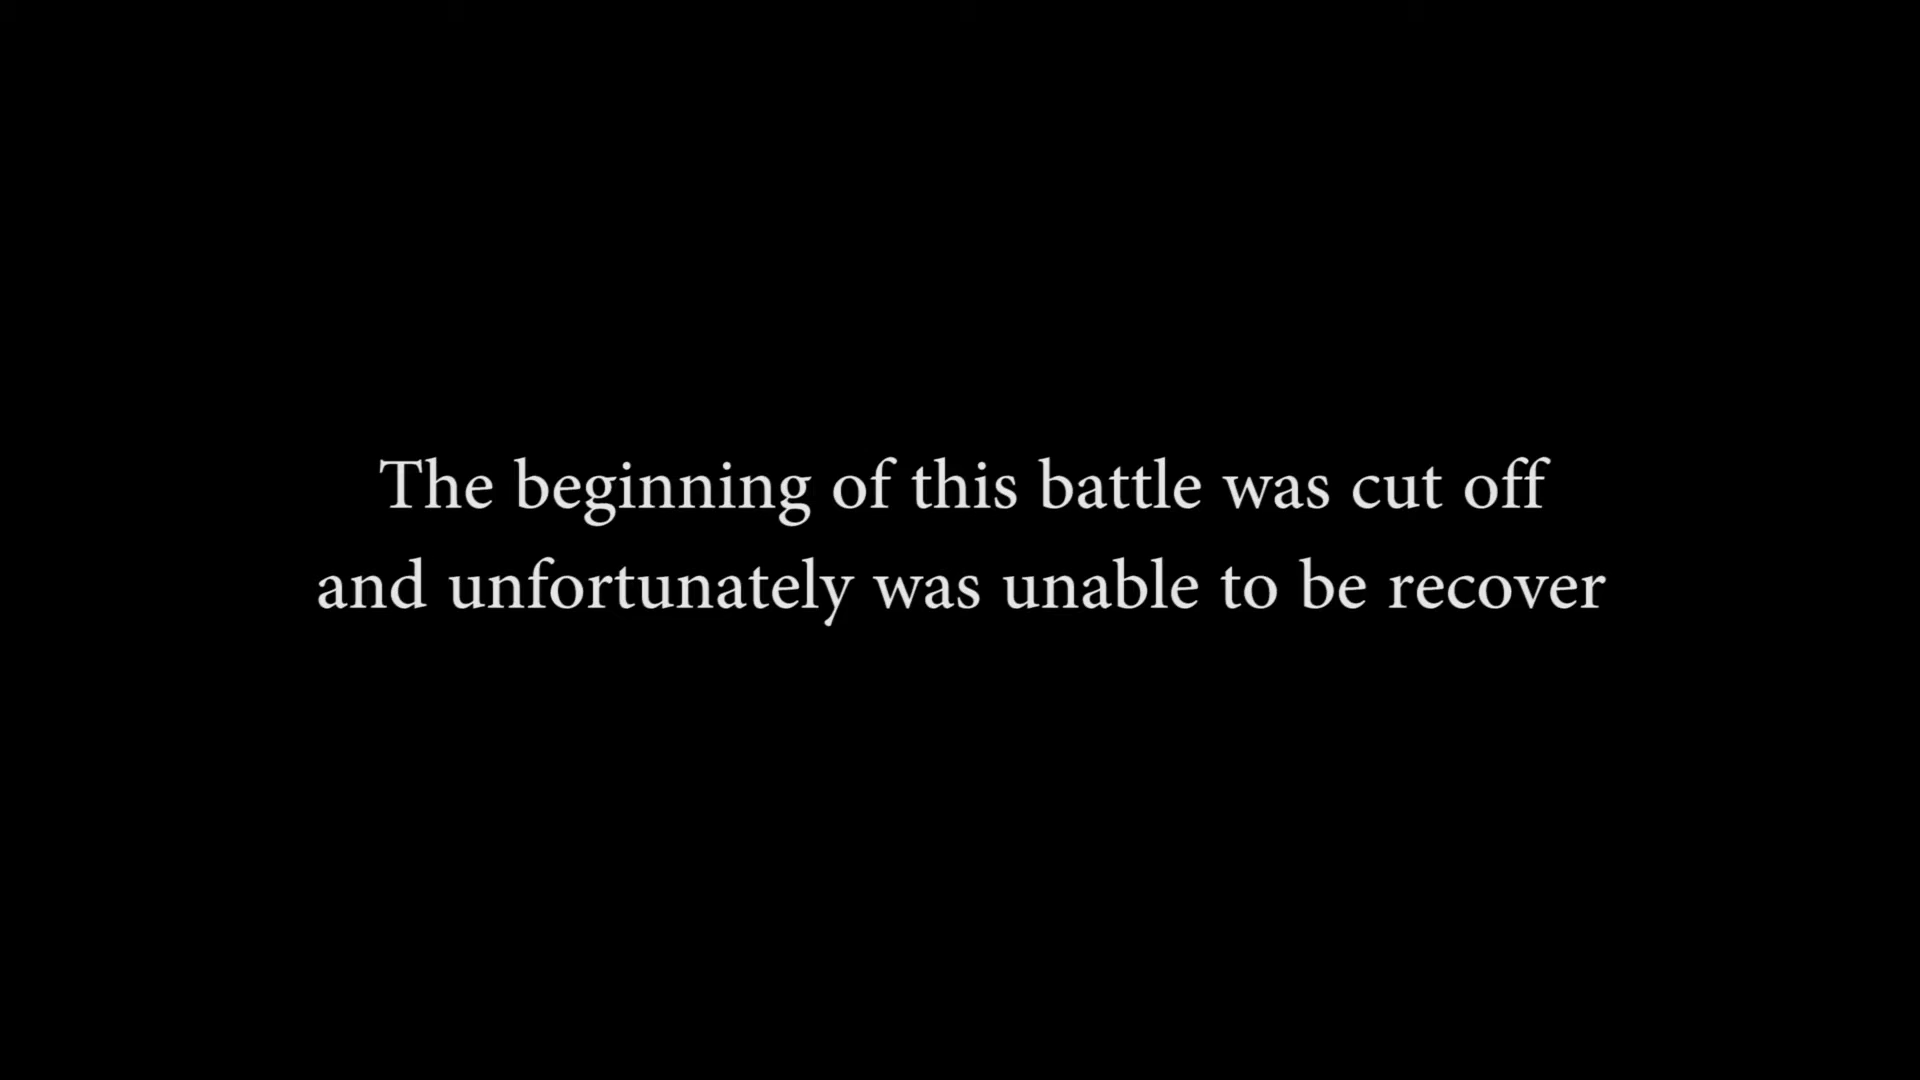 The beginning of this battle was cut off
and unfortunately was unable to be recover